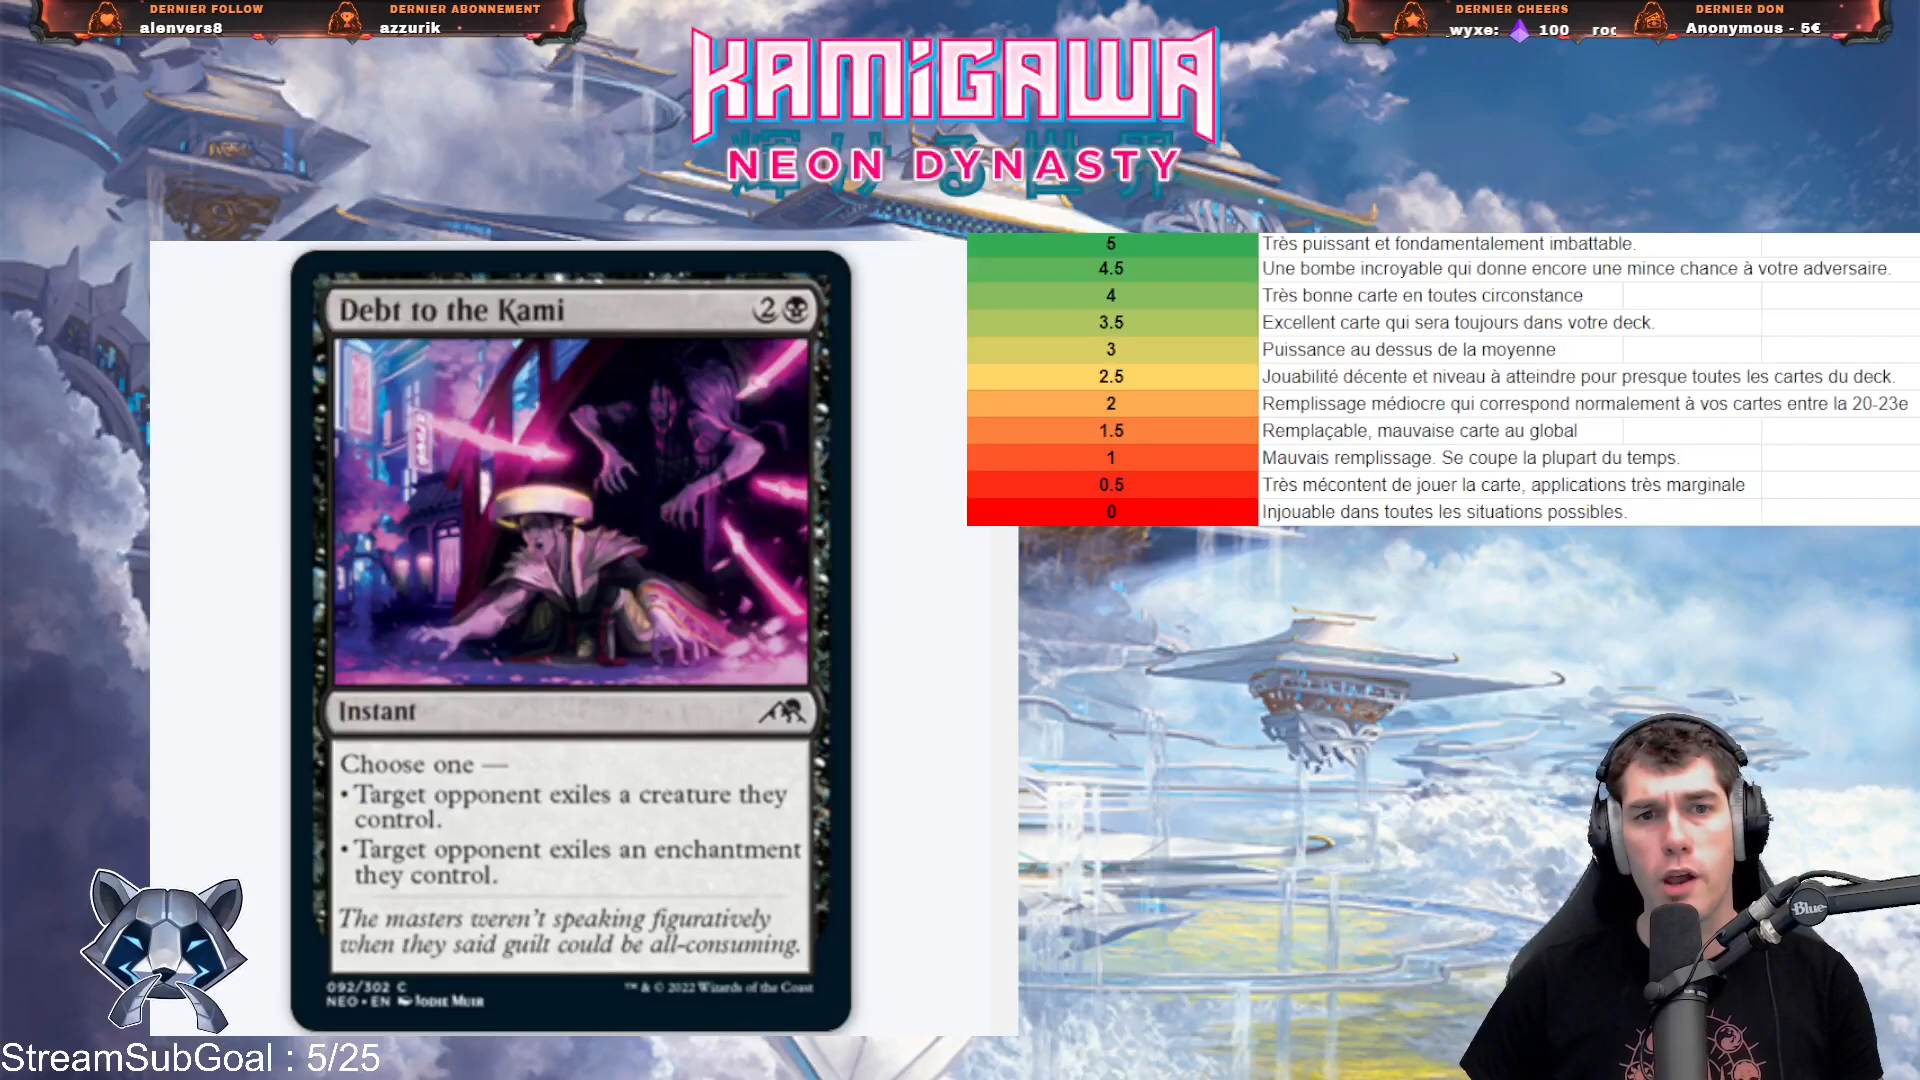 DERNIER FOLLOW
alenvers8
DERNIER ABONNEMENT
azzurik
DERNIER CHEERS
_wyxe: 100 roc
DERNIER DON
Anonymous - 5€
KAMIGAWA
NEON DYNASTY
Debt to the Kami 2
Instant
Choose one —
• Target opponent exiles a creature they
control.
• Target opponent exiles an enchantment
they control.
The masters weren't speaking figuratively
when they said guilt could be all-consuming.
092/302 C
NEO • EN Jodie Muir
™ & © 2022 Wizards of the Coast
5 Très puissant et fondamentalement imbattable.
4.5 Une bombe incroyable qui donne encore une mince chance à votre adversaire.
4 Très bonne carte en toutes circonstance
3.5 Excellent carte qui sera toujours dans votre deck.
3 Puissance au dessus de la moyenne
2.5 Jouabilité décente et niveau à atteindre pour presque toutes les cartes du deck.
2 Remplissage médiocre qui correspond normalement à vos cartes entre la 20-23e
1.5 Remplaçable, mauvaise carte au global
1 Mauvais remplissage. Se coupe la plupart du temps.
0.5 Très mécontent de jouer la carte, applications très marginale
0 Injouable dans toutes les situations possibles.
Blue
StreamSubGoal : 5/25